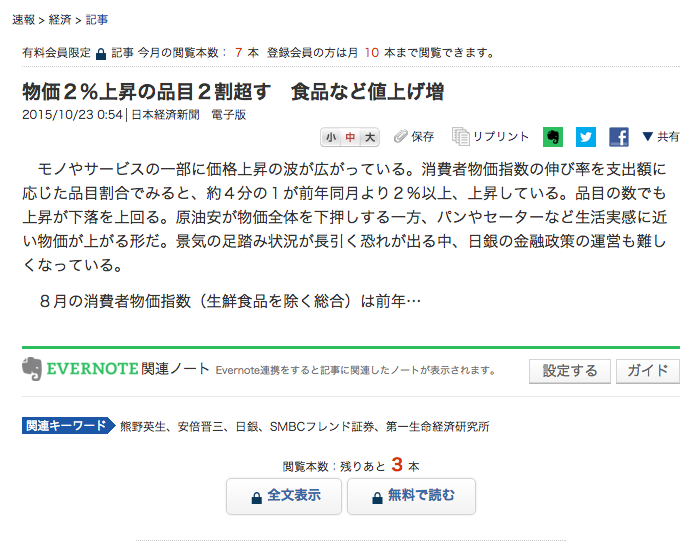 速報 > 経済 > 記事
有料会員限定 記事 今月の閲覧本数： 7 本 登録会員の方は月 10 本まで閲覧できます。
物価２％上昇の品目２割超す　食品など値上げ増
2015/10/23 0:54 | 日本経済新聞　電子版
小 中 大 保存 リプリント ▼ 共有
　モノやサービスの一部に価格上昇の波が広がっている。消費者物価指数の伸び率を支出額に
応じた品目割合でみると、約４分の１が前年同月より２％以上、上昇している。品目の数でも
上昇が下落を上回る。原油安が物価全体を下押しする一方、パンやセーターなど生活実感に近
い物価が上がる形だ。景気の足踏み状況が長引く恐れが出る中、日銀の金融政策の運営も難し
くなっている。
　８月の消費者物価指数（生鮮食品を除く総合）は前年…
EVERNOTE 関連ノート Evernote連携をすると記事に関連したノートが表示されます。 設定する ガイド
関連キーワード 熊野英生、安倍晋三、日銀、SMBCフレンド証券、第一生命経済研究所
閲覧本数：残りあと 3 本
全文表示 無料で読む